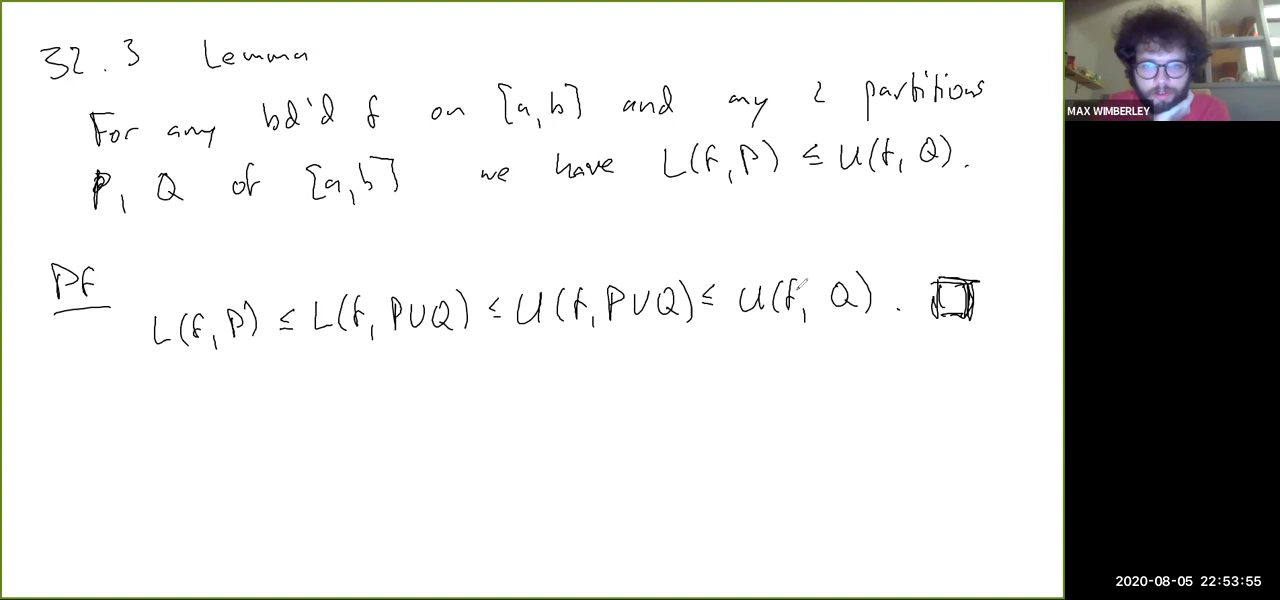 32.3 Lemma
For any bd'd f on [a,b] and any 2 partitions
P, Q of [a,b] we have L(f,P) ≤ U(f,Q).
Pf
L(f,P) ≤ L(f, P∪Q) ≤ U(f,P∪Q) ≤ U(f, Q). □
MAX WIMBERLEY
2020-08-05 22:53:55